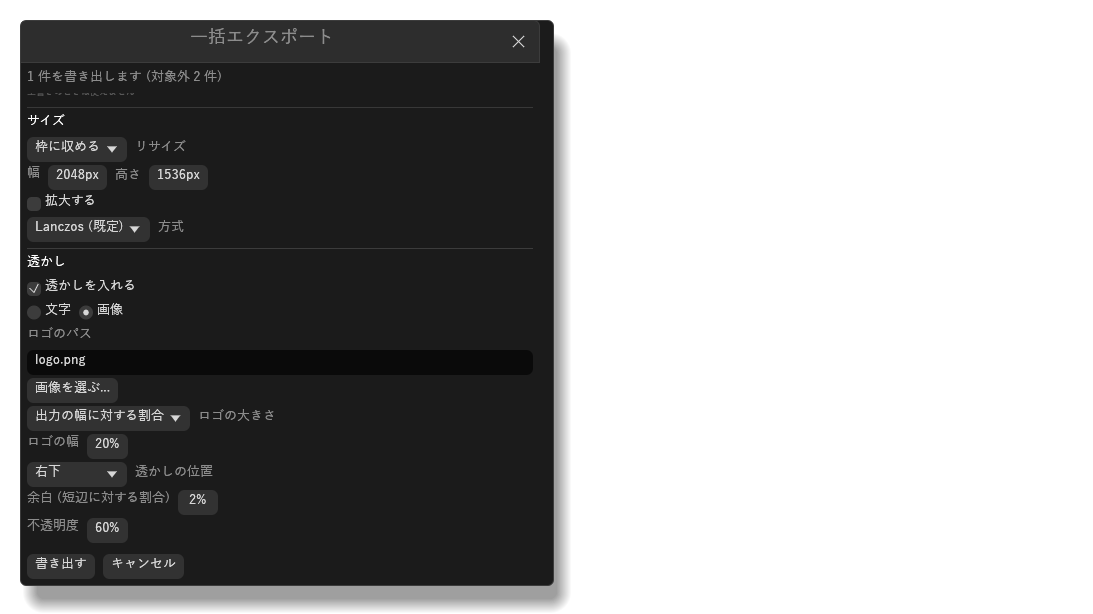 一括エクスポート
1 件を書き出します (対象外 2 件)
サイズ
枠に収める リサイズ
幅 2048px 高さ 1536px
拡大する
Lanczos (既定) 方式
透かし
透かしを入れる
文字 画像
ロゴのパス
logo.png
画像を選ぶ...
出力の幅に対する割合 ロゴの大きさ
ロゴの幅 20%
右下 透かしの位置
余白 (短辺に対する割合) 2%
不透明度 60%
書き出す キャンセル